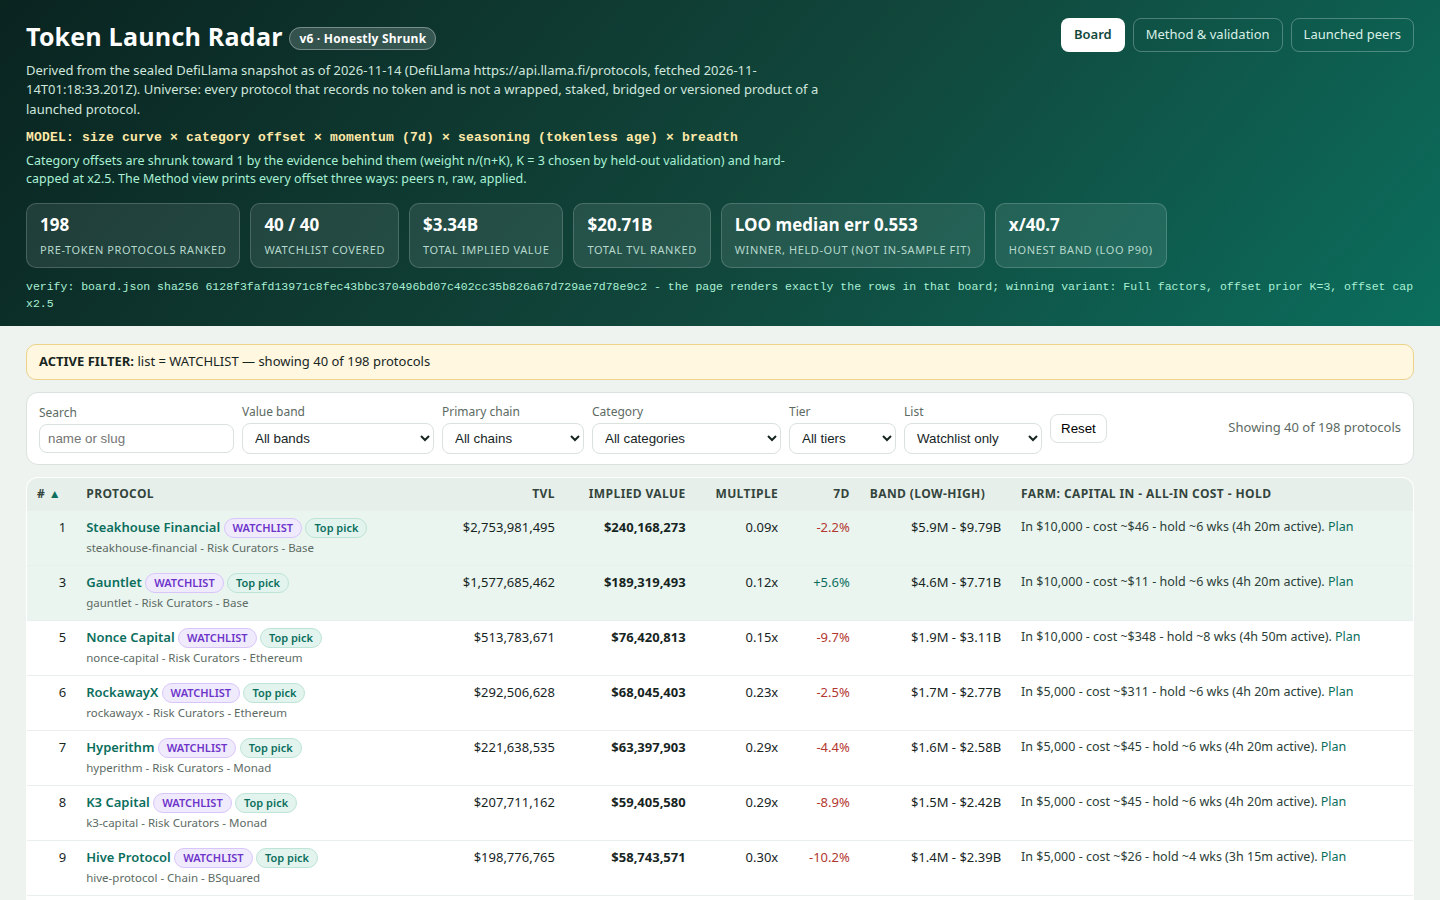 Token Launch Radar v6 · Honestly Shrunk
Board Method & validation Launched peers
Derived from the sealed DefiLlama snapshot as of 2026-11-14 (DefiLlama https://api.llama.fi/protocols, fetched 2026-11-
14T01:18:33.201Z). Universe: every protocol that records no token and is not a wrapped, staked, bridged or versioned product of a
launched protocol.
MODEL: size curve × category offset × momentum (7d) × seasoning (tokenless age) × breadth
Category offsets are shrunk toward 1 by the evidence behind them (weight n/(n+K), K = 3 chosen by held-out validation) and hard-
capped at x2.5. The Method view prints every offset three ways: peers n, raw, applied.
198 40 / 40 $3.34B $20.71B LOO median err 0.553 x/40.7
PRE-TOKEN PROTOCOLS RANKED WATCHLIST COVERED TOTAL IMPLIED VALUE TOTAL TVL RANKED WINNER, HELD-OUT (NOT IN-SAMPLE FIT) HONEST BAND (LOO P90)
verify: board.json sha256 6128f3fafd13971c8fec43bbc370496bd07c402cc35b826a67d729ae7d78e9c2 - the page renders exactly the rows in that board; winning variant: Full factors, offset prior K=3, offset cap
x2.5
ACTIVE FILTER: list = WATCHLIST — showing 40 of 198 protocols
Search Value band Primary chain Category Tier List
name or slug All bands All chains All categories All tiers Watchlist only Reset Showing 40 of 198 protocols
# ▲ PROTOCOL TVL IMPLIED VALUE MULTIPLE 7D BAND (LOW-HIGH) FARM: CAPITAL IN - ALL-IN COST - HOLD
1 Steakhouse Financial WATCHLIST Top pick $2,753,981,495 $240,168,273 0.09x -2.2% $5.9M - $9.79B In $10,000 - cost ~$46 - hold ~6 wks (4h 20m active). Plan
steakhouse-financial - Risk Curators - Base
3 Gauntlet WATCHLIST Top pick $1,577,685,462 $189,319,493 0.12x +5.6% $4.6M - $7.71B In $10,000 - cost ~$11 - hold ~6 wks (4h 20m active). Plan
gauntlet - Risk Curators - Base
5 Nonce Capital WATCHLIST Top pick $513,783,671 $76,420,813 0.15x -9.7% $1.9M - $3.11B In $10,000 - cost ~$348 - hold ~8 wks (4h 50m active). Plan
nonce-capital - Risk Curators - Ethereum
6 RockawayX WATCHLIST Top pick $292,506,628 $68,045,403 0.23x -2.5% $1.7M - $2.77B In $5,000 - cost ~$311 - hold ~6 wks (4h 20m active). Plan
rockawayx - Risk Curators - Ethereum
7 Hyperithm WATCHLIST Top pick $221,638,535 $63,397,903 0.29x -4.4% $1.6M - $2.58B In $5,000 - cost ~$45 - hold ~6 wks (4h 20m active). Plan
hyperithm - Risk Curators - Monad
8 K3 Capital WATCHLIST Top pick $207,711,162 $59,405,580 0.29x -8.9% $1.5M - $2.42B In $5,000 - cost ~$45 - hold ~6 wks (4h 20m active). Plan
k3-capital - Risk Curators - Monad
9 Hive Protocol WATCHLIST Top pick $198,776,765 $58,743,571 0.30x -10.2% $1.4M - $2.39B In $5,000 - cost ~$26 - hold ~4 wks (3h 15m active). Plan
hive-protocol - Chain - BSquared